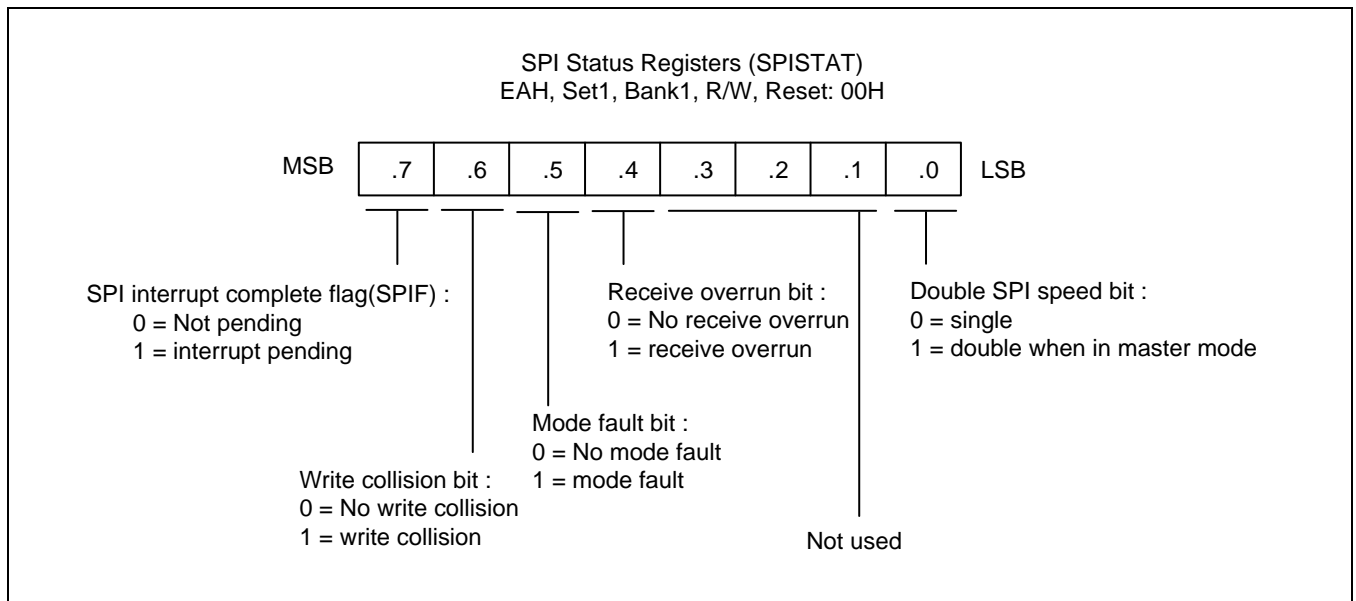 SPI Status Registers (SPISTAT)
EAH, Set1, Bank1, R/W, Reset: 00H
MSB .7 .6 .5 .4 .3 .2 .1 .0 LSB
SPI interrupt complete flag(SPIF) :
0 = Not pending
1 = interrupt pending
Receive overrun bit :
0 = No receive overrun
1 = receive overrun
Double SPI speed bit :
0 = single
1 = double when in master mode
Mode fault bit :
0 = No mode fault
1 = mode fault
Write collision bit :
0 = No write collision
1 = write collision
Not used